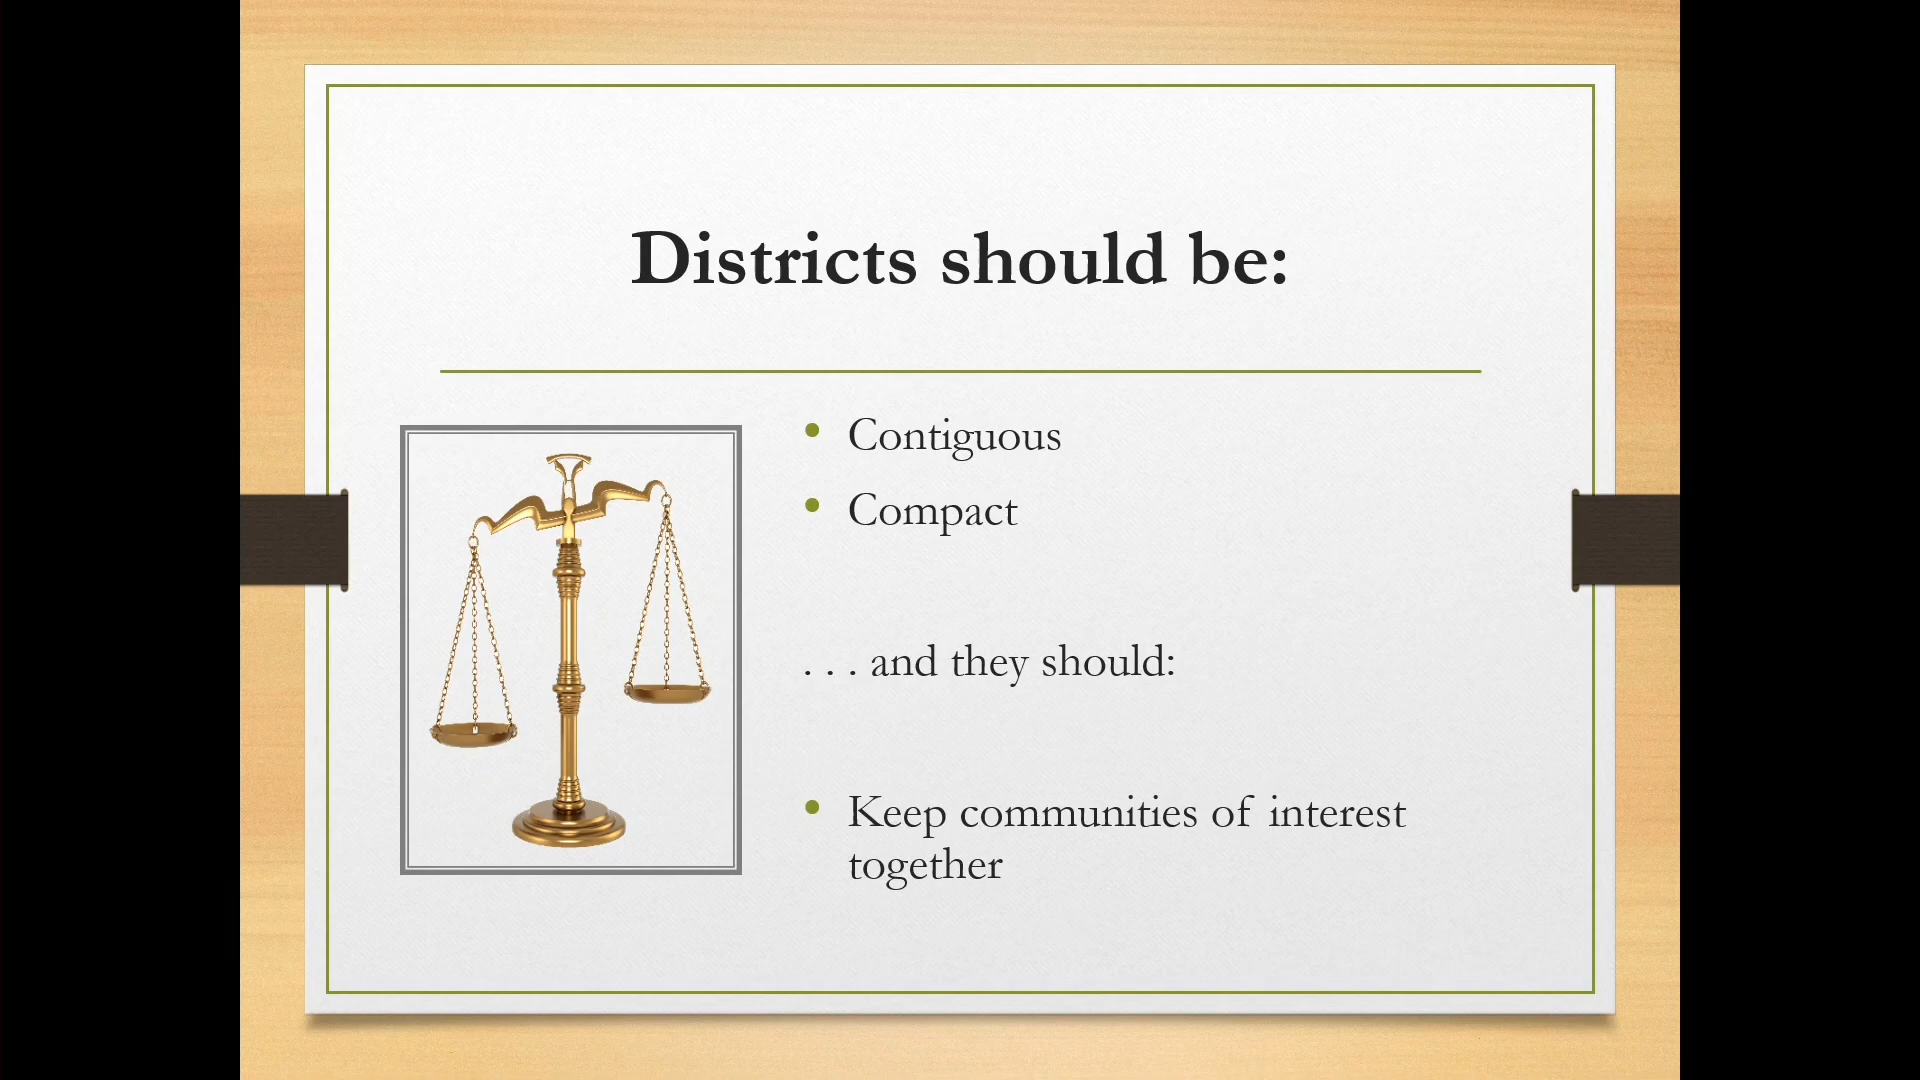 Districts should be:
• Contiguous
• Compact
. . . and they should:
• Keep communities of interest
together